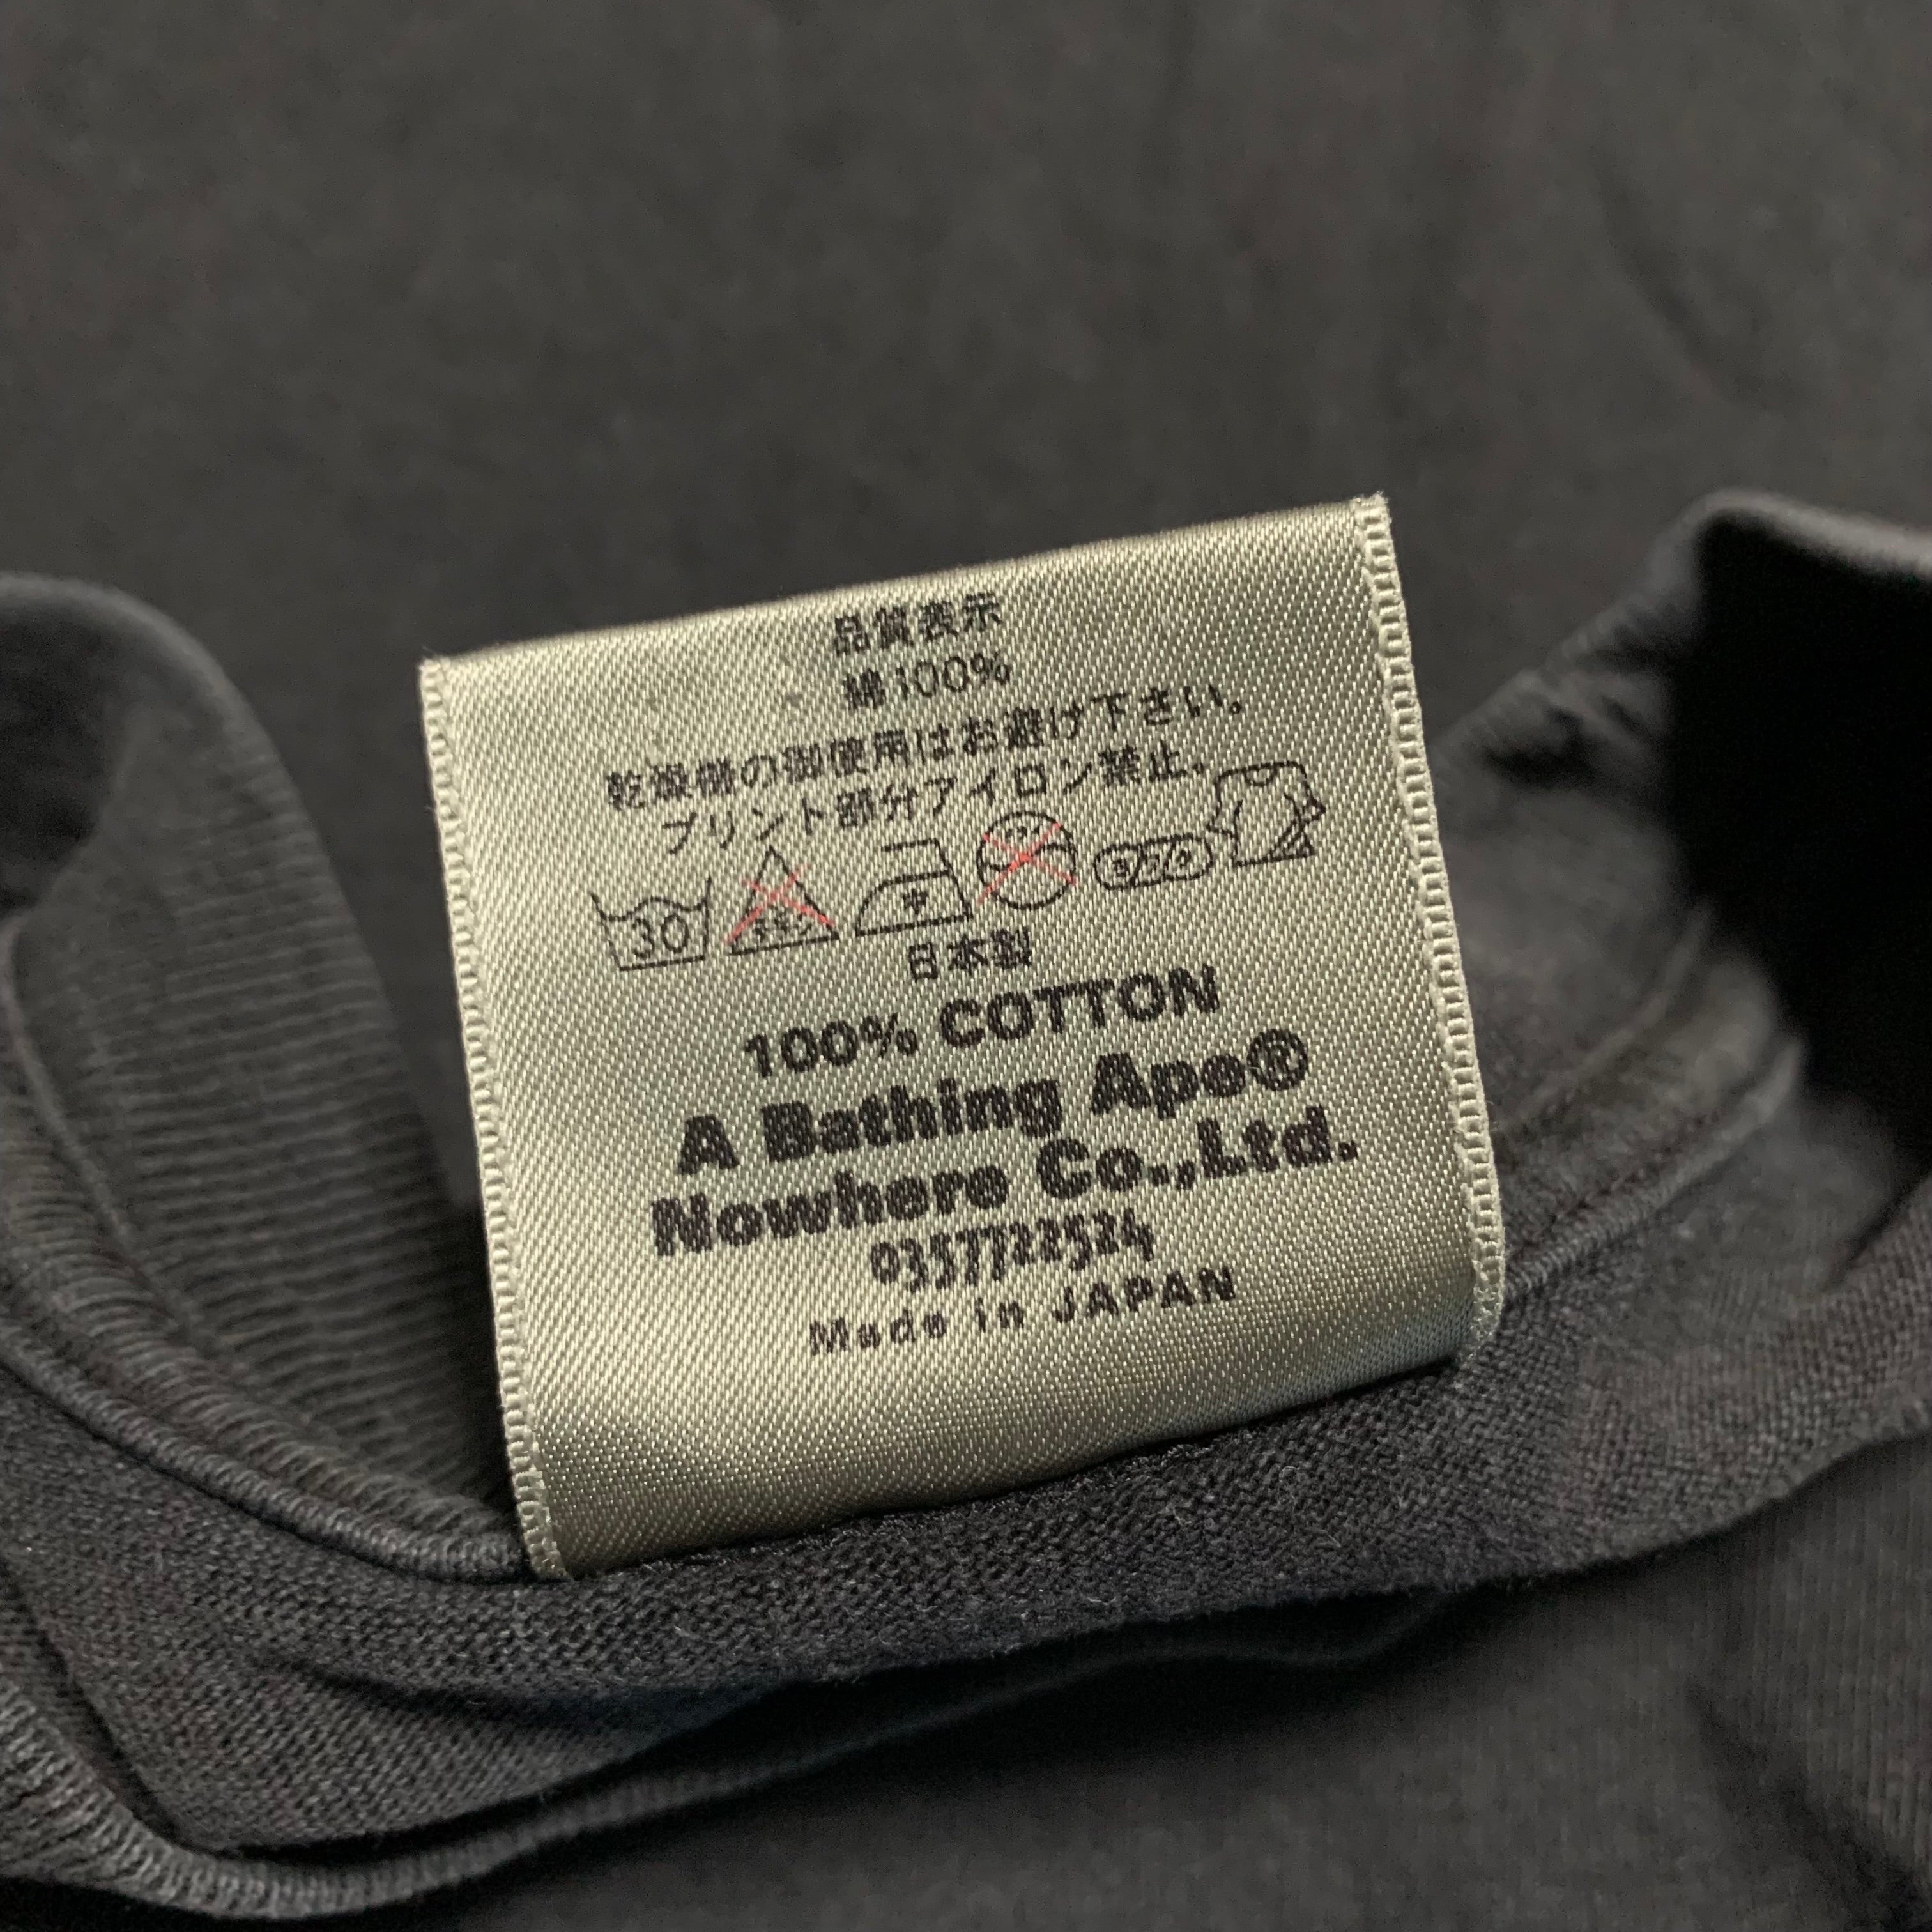 品質表示
綿100%
乾燥機の御使用はお避け下さい。
プリント部分アイロン禁止。
30 中
日本製
100% COTTON
A Bathing Ape®
Nowhere Co.,Ltd.
0357722524
Made in JAPAN